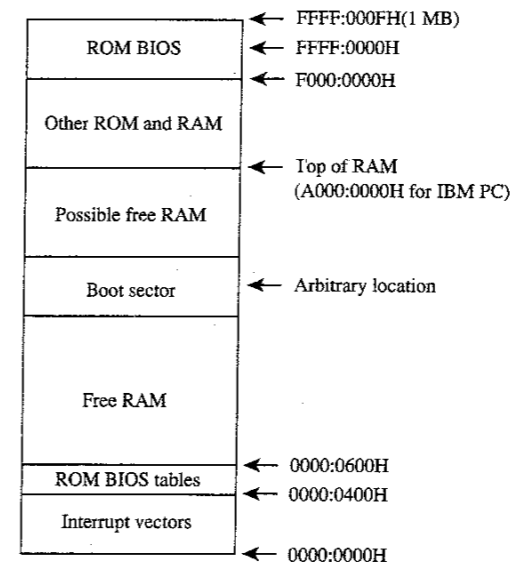 FFFF:000FH(1 MB)
ROM BIOS
FFFF:0000H
F000:0000H
Other ROM and RAM
Top of RAM
(A000:0000H for IBM PC)
Possible free RAM
Boot sector
Arbitrary location
Free RAM
0000:0600H
ROM BIOS tables
0000:0400H
Interrupt vectors
0000:0000H